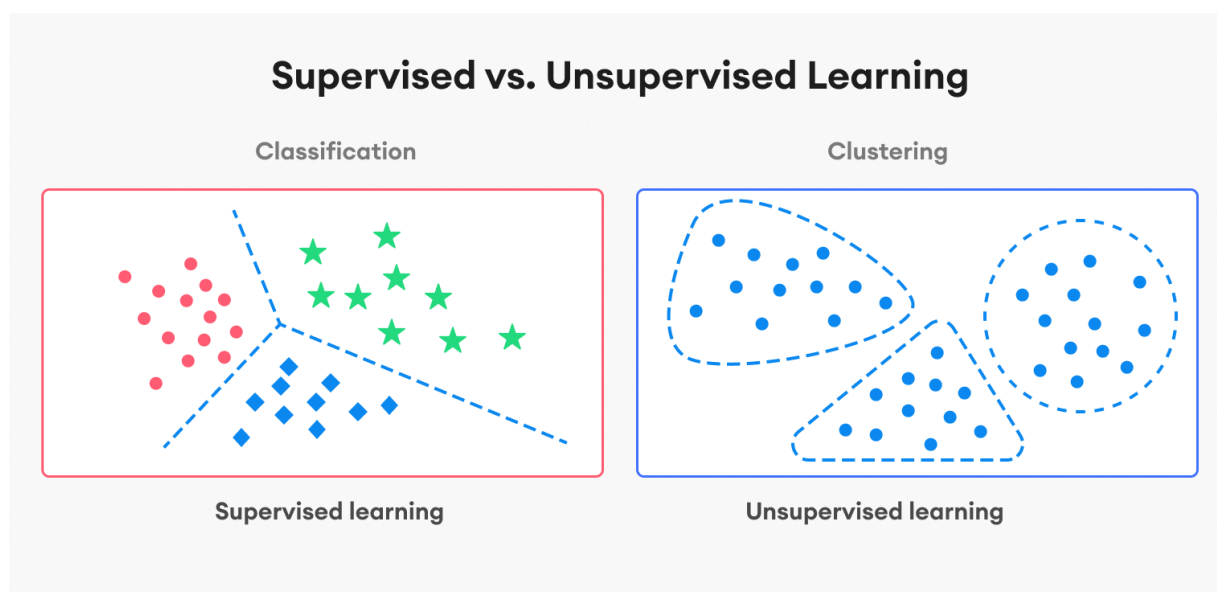 Supervised vs. Unsupervised Learning
Classification
Clustering
Supervised learning
Unsupervised learning